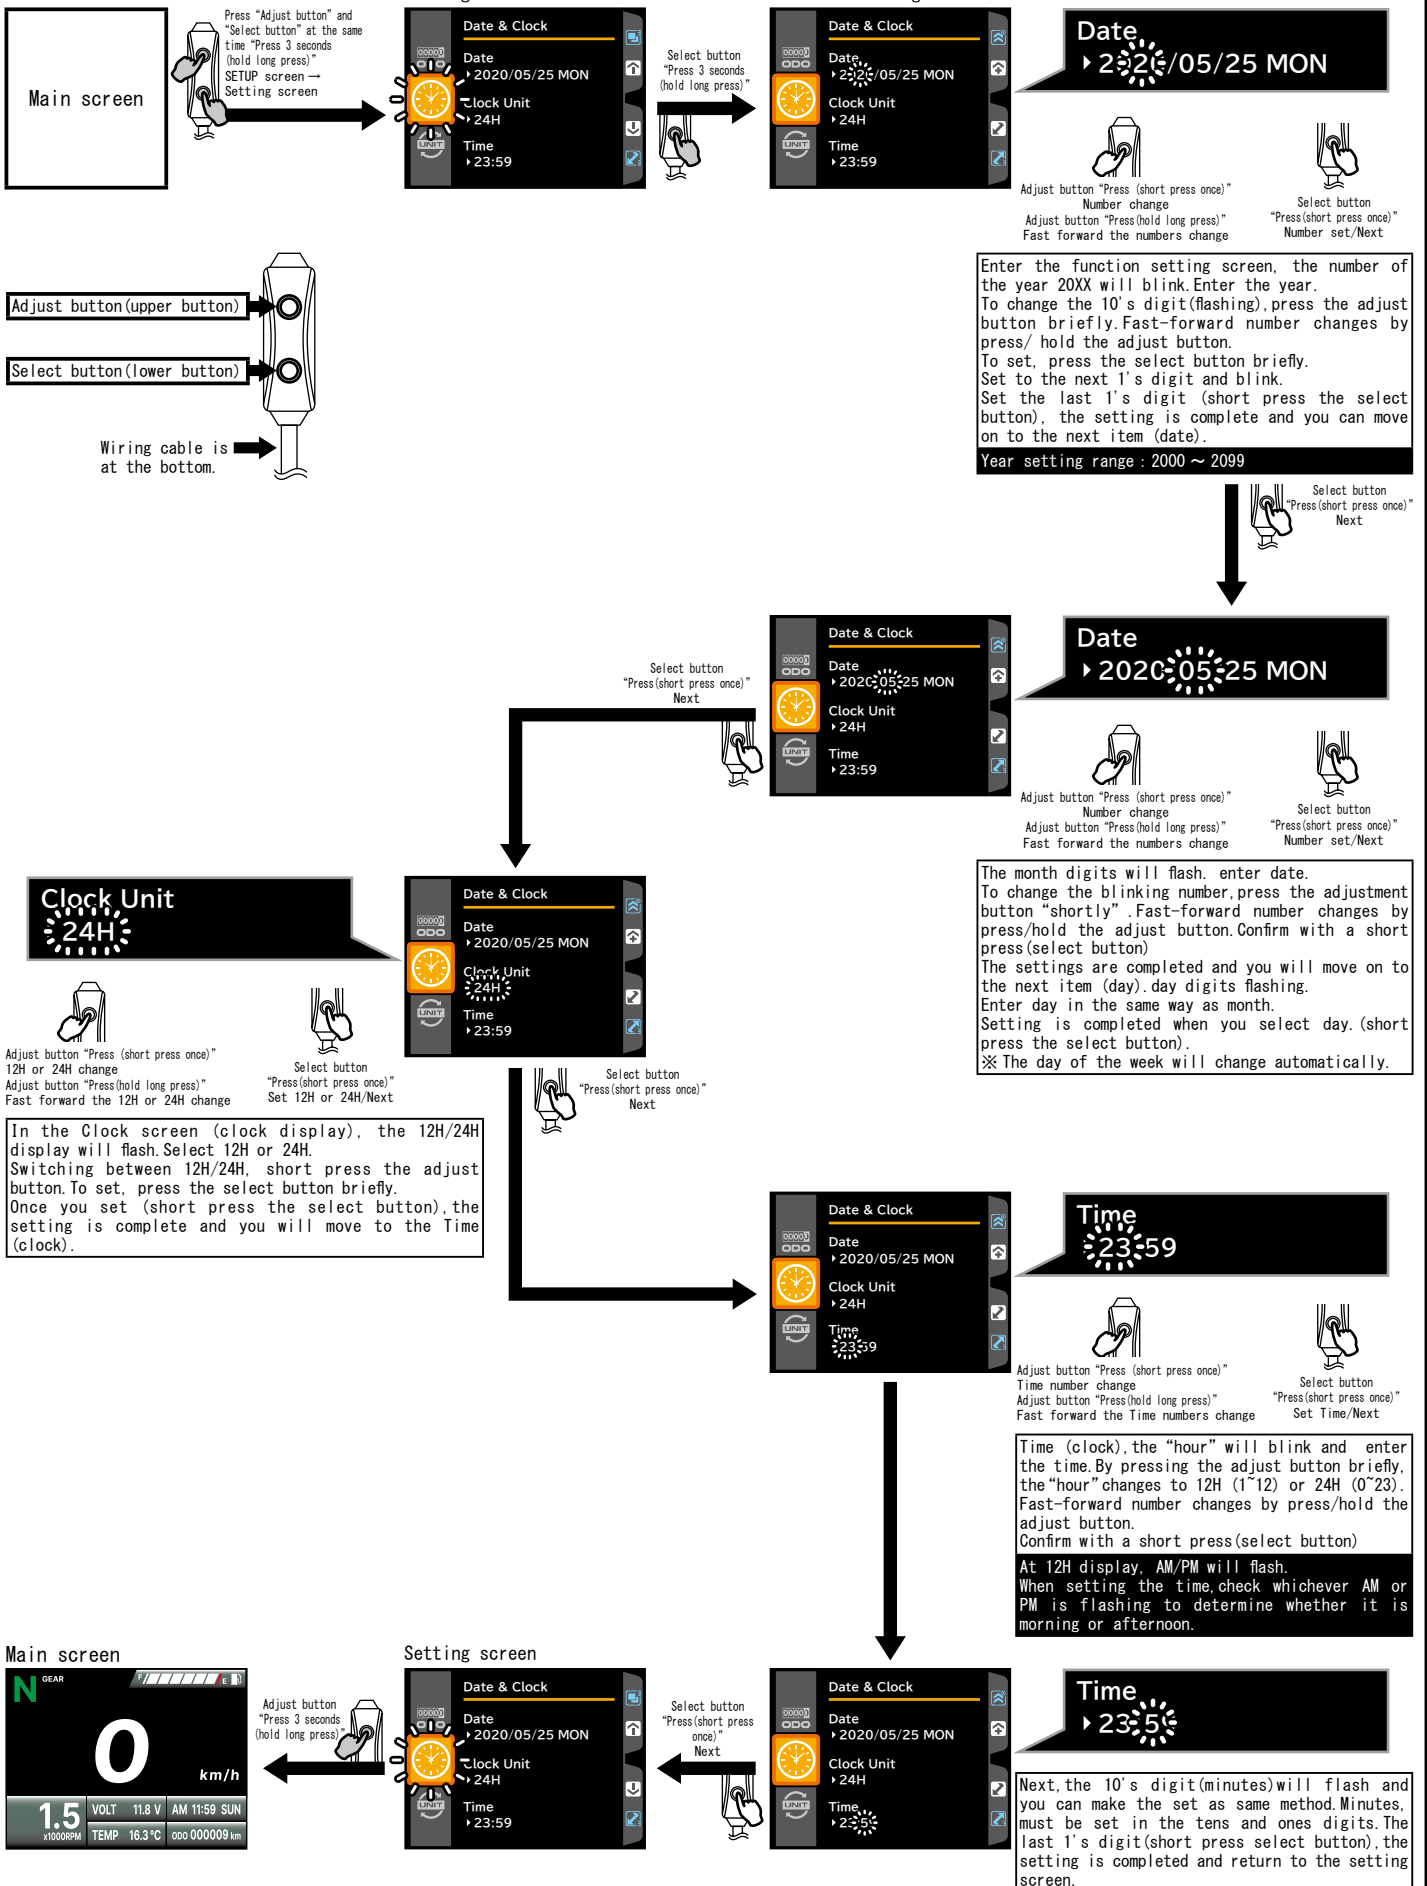 Main screen
Press “Adjust button” and
“Select button” at the same
time “Press 3 seconds
(hold long press)”
SETUP screen→
Setting screen
Date & Clock
00000
ODO
Date
2020/05/25 MON
Clock Unit
24H
UNIT
Time
23:59
Select button
“Press 3 seconds
(hold long press)”
Date & Clock
00000
ODO
Date
2020/05/25 MON
Clock Unit
24H
UNIT
Time
23:59
Date
2020/05/25 MON
Adjust button “Press (short press once)”
Number change
Adjust button “Press(hold long press)”
Fast forward the numbers change
Select button
“Press(short press once)”
Number set/Next
Adjust button(upper button)
Select button(lower button)
Wiring cable is
at the bottom.
Enter the function setting screen, the number of
the year 20XX will blink.Enter the year.
To change the 10's digit(flashing),press the adjust
button briefly.Fast-forward number changes by
press/ hold the adjust button.
To set, press the select button briefly.
Set to the next 1's digit and blink.
Set the last 1's digit (short press the select
button), the setting is complete and you can move
on to the next item (date).
Year setting range：2000 ～ 2099
Select button
“Press(short press once)”
Next
Select button
“Press(short press once)”
Next
Date & Clock
00000
ODO
Date
2020/05/25 MON
Clock Unit
24H
UNIT
Time
23:59
Date
2020/05/25 MON
Adjust button “Press (short press once)”
Number change
Adjust button “Press(hold long press)”
Fast forward the numbers change
Select button
“Press(short press once)”
Number set/Next
The month digits will flash. enter date.
To change the blinking number,press the adjustment
button “shortly” .Fast-forward number changes by
press/hold the adjust button.Confirm with a short
press(select button)
The settings are completed and you will move on to
the next item (day).day digits flashing.
Enter day in the same way as month.
Setting is completed when you select day.(short
press the select button).
※ The day of the week will change automatically.
Clock Unit
24H
Adjust button “Press (short press once)”
12H or 24H change
Adjust button “Press(hold long press)”
Fast forward the 12H or 24H change
Select button
“Press(short press once)”
Set 12H or 24H/Next
In the Clock screen (clock display), the 12H/24H
display will flash.Select 12H or 24H.
Switching between 12H/24H, short press the adjust
button.To set, press the select button briefly.
Once you set (short press the select button),the
setting is complete and you will move to the Time
(clock).
Date & Clock
00000
ODO
Date
2020/05/25 MON
Clock Unit
24H
UNIT
Time
23:59
Select button
“Press(short press once)”
Next
Date & Clock
00000
ODO
Date
2020/05/25 MON
Clock Unit
24H
UNIT
Time
23:59
Time
23:59
Adjust button “Press (short press once)”
Time number change
Adjust button “Press(hold long press)”
Fast forward the Time numbers change
Select button
“Press(short press once)”
Set Time/Next
Time (clock),the “hour” will blink and enter
the time.By pressing the adjust button briefly,
the“hour”changes to 12H (1~12) or 24H (0~23).
Fast-forward number changes by press/hold the
adjust button.
Confirm with a short press(select button)
At 12H display, AM/PM will flash.
When setting the time,check whichever AM or
PM is flashing to determine whether it is
morning or afternoon.
Main screen
N GEAR
F E
0
km/h
1.5
x1000RPM
VOLT 11.8 V
AM 11:59 SUN
TEMP 16.3°C
ODO 000009 km
Adjust button
“Press 3 seconds
(hold long press)”
Setting screen
Date & Clock
00000
ODO
Date
2020/05/25 MON
Clock Unit
24H
UNIT
Time
23:59
Select button
“Press(short press
once)”
Next
Date & Clock
00000
ODO
Date
2020/05/25 MON
Clock Unit
24H
UNIT
Time
23:59
Time
23:59
Next,the 10's digit(minutes)will flash and
you can make the set as same method.Minutes,
must be set in the tens and ones digits.The
last 1's digit(short press select button),the
setting is completed and return to the setting
screen.